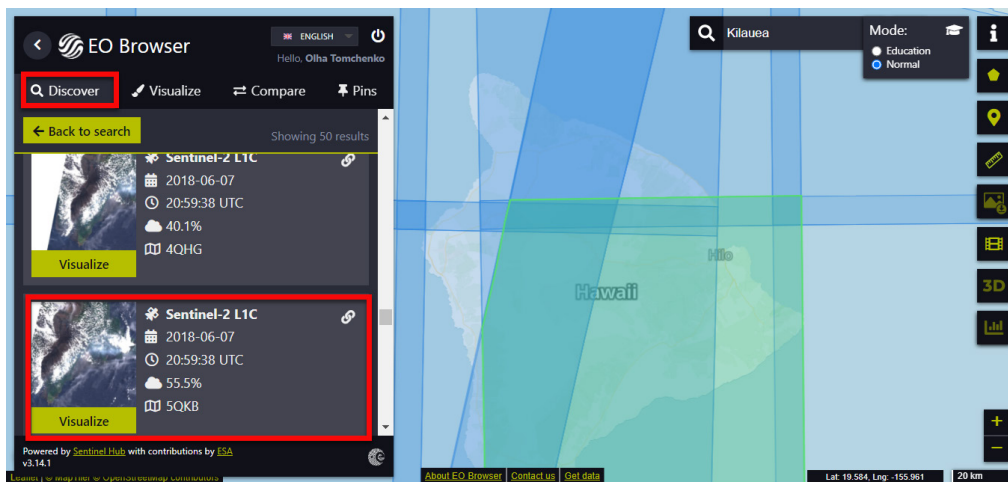 EO Browser
ENGLISH
Hello, Olha Tomchenko
Discover
Visualize
Compare
Pins
Back to search
Showing 50 results
Sentinel-2 L1C
2018-06-07
20:59:38 UTC
40.1%
4QHG
Visualize
Sentinel-2 L1C
2018-06-07
20:59:38 UTC
55.5%
5QKB
Visualize
Powered by Sentinel Hub with contributions by ESA
v3.14.1
Leaflet | © MapTiler © OpenStreetMap contributors
Kilauea
Mode:
Education
Normal
3D
Hilo
Hawaii
+
−
About EO Browser
Contact us
Get data
Lat: 19.584, Lng: -155.961
20 km